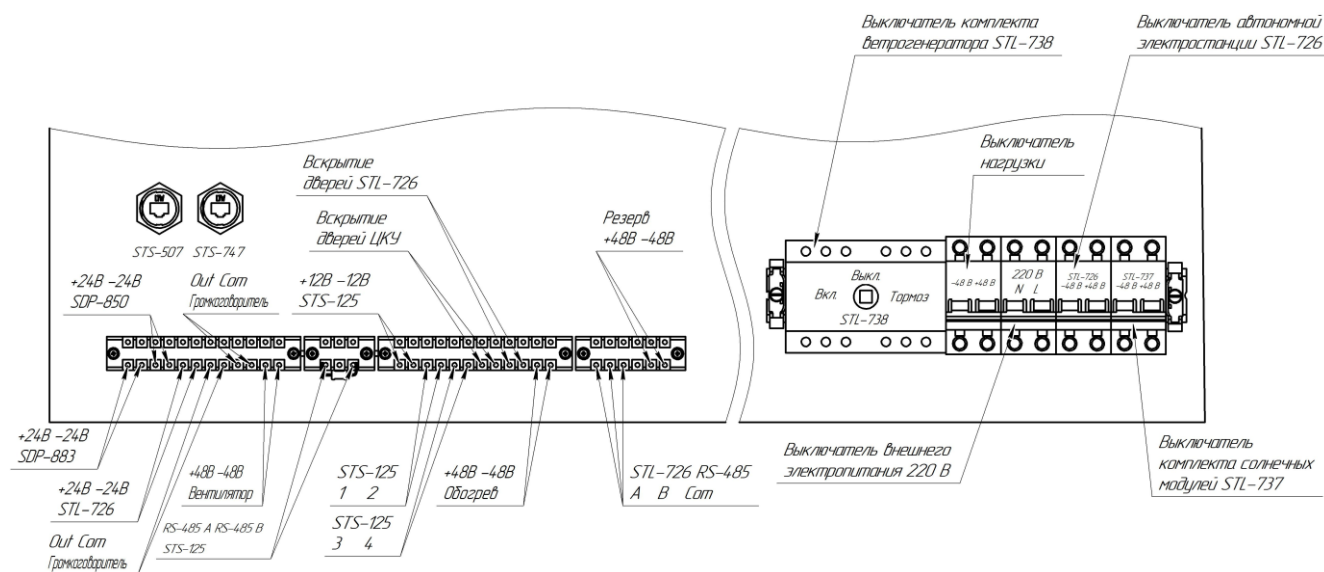 Выключатель комплекта
ветрогенератора STL-738
Выключатель автономной
электростанции STL-726
Выключатель
нагрузки
Вскрытие
дверей STL-726
Вскрытие
дверей ЦКУ
Резерв
+48В -48В
STS-507 STS-747
+24В -24В
SDP-850
Out Com
Громкоговоритель
+12В -12В
STS-125
Выкл.
Вкл. Тормоз
STL-738
-48 В +48 В
220 В
N L
STL-726
-48 В +48 В
STL-737
-48 В +48 В
+24В -24В
SDP-883
+24В -24В
STL-726
Out Com
Громкоговоритель
+48В -48В
Вентилятор
RS-485 A RS-485 B
STS-125
STS-125
1 2
STS-125
3 4
+48В -48В
Обогрев
STL-726 RS-485
A B Com
Выключатель внешнего
электропитания 220 В
Выключатель
комплекта солнечных
модулей STL-737